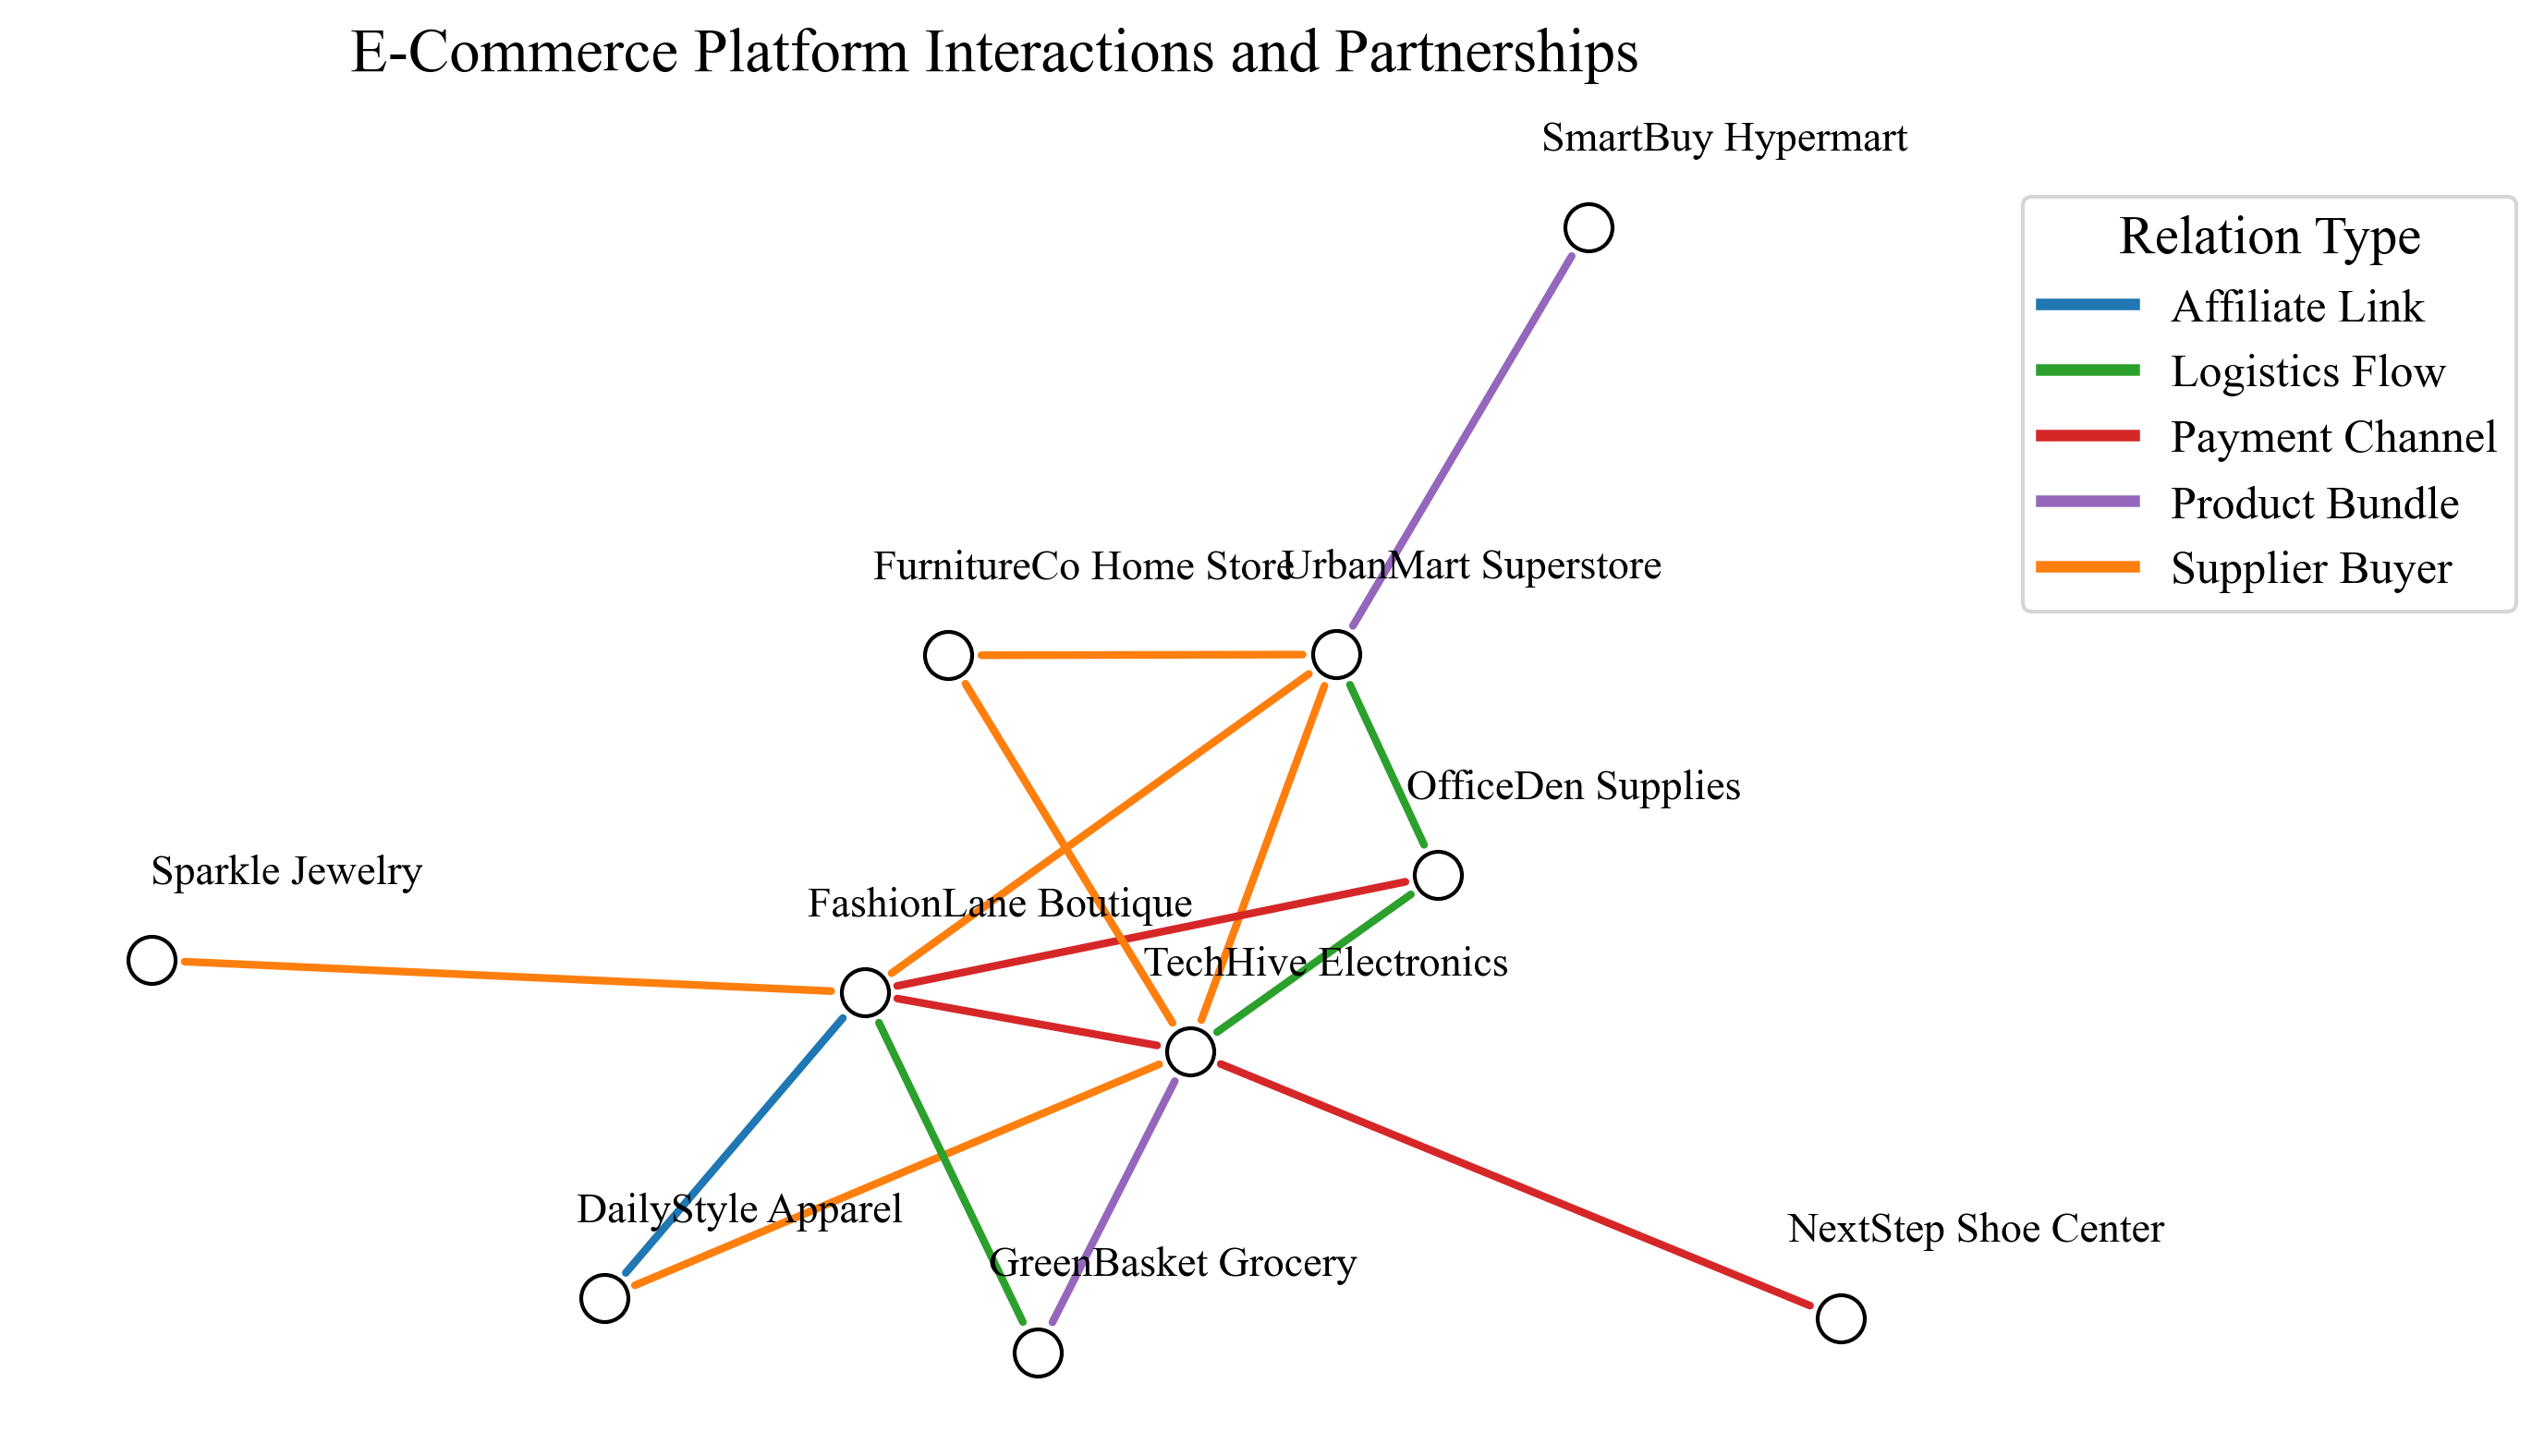 E-Commerce Platform Interactions and Partnerships
SmartBuy Hypermart
Relation Type
Affiliate Link
Logistics Flow
Payment Channel
Product Bundle
Supplier Buyer
FurnitureCo Home Store
UrbanMart Superstore
OfficeDen Supplies
Sparkle Jewelry
FashionLane Boutique
TechHive Electronics
DailyStyle Apparel
NextStep Shoe Center
GreenBasket Grocery